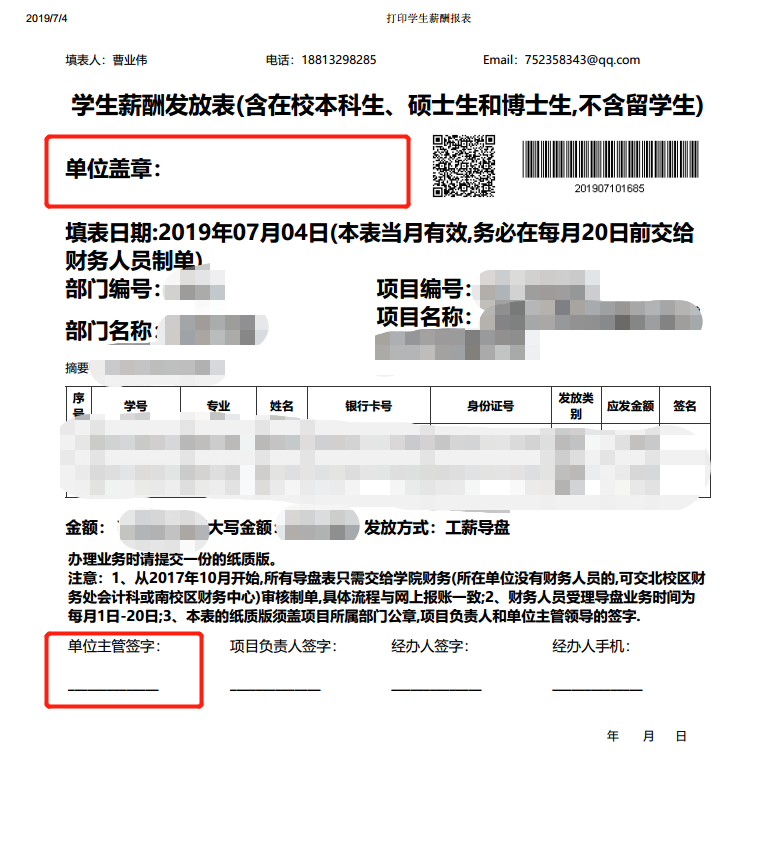 2019/7/4 打印学生薪酬报表
填表人：曹业伟 电话：18813298285 Email：752358343@qq.com
学生薪酬发放表(含在校本科生、硕士生和博士生,不含留学生)
单位盖章：
201907101685
填表日期:2019年07月04日(本表当月有效,务必在每月20日前交给
财务人员制单)
部门编号： 项目编号：
部门名称： 项目名称：
摘要
序号 学号 专业 姓名 银行卡号 身份证号 发放类别 应发金额 签名
金额： 大写金额： 发放方式：工薪导盘
办理业务时请提交一份的纸质版。
注意：1、从2017年10月开始,所有导盘表只需交给学院财务(所在单位没有财务人员的,可交北校区财
务处会计科或南校区财务中心)审核制单,具体流程与网上报账一致;2、财务人员受理导盘业务时间为
每月1日-20日;3、本表的纸质版须盖项目所属部门公章,项目负责人和单位主管领导的签字.
单位主管签字： 项目负责人签字： 经办人签字： 经办人手机：
年 月 日